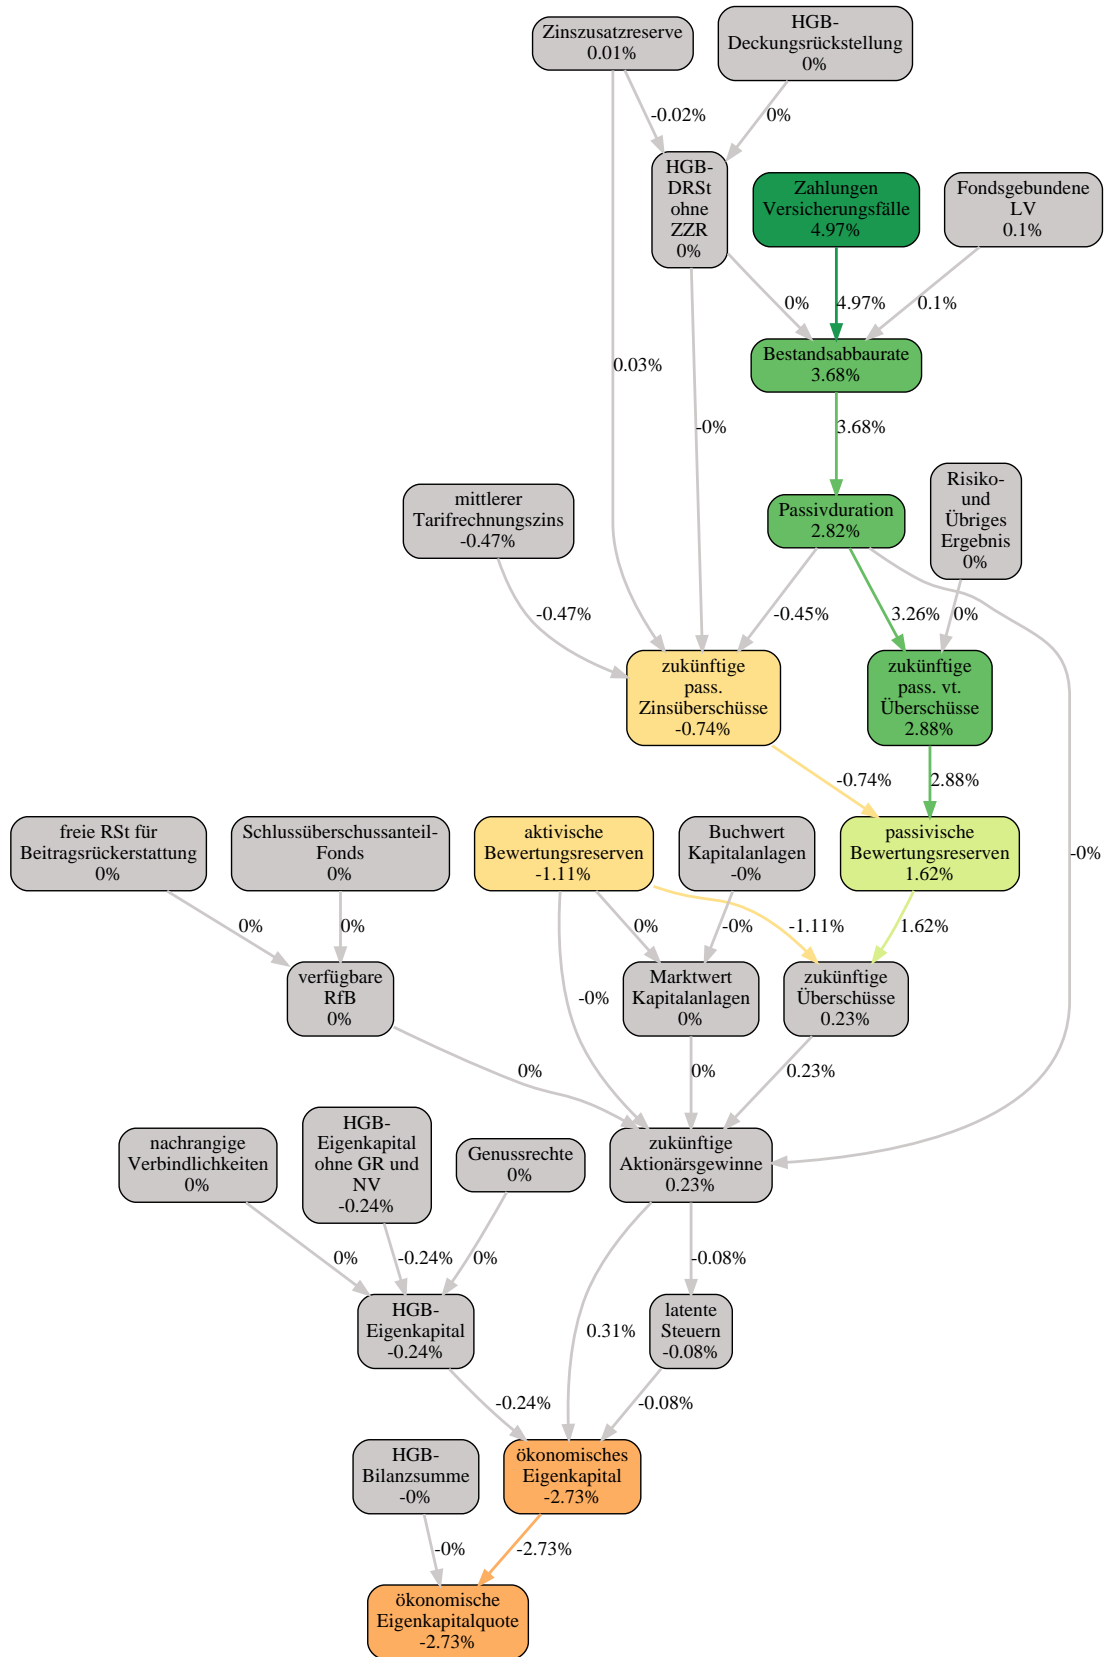 Zinszusatzreserve
0.01%
HGB-
Deckungsrückstellung
0%
-0.02%
0%
HGB-
DRSt
ohne
ZZR
0%
Zahlungen
Versicherungsfälle
4.97%
Fondsgebundene
LV
0.1%
0%
4.97%
0.1%
Bestandsabbaurate
3.68%
0.03%
-0%
3.68%
mittlerer
Tarifrechnungszins
-0.47%
Passivduration
2.82%
Risiko-
und
Übriges
Ergebnis
0%
-0.47%
-0.45%
3.26%
0%
zukünftige
pass.
Zinsüberschüsse
-0.74%
zukünftige
pass. vt.
Überschüsse
2.88%
-0.74%
2.88%
-0%
freie RSt für
Beitragsrückerstattung
0%
Schlussüberschussanteil-
Fonds
0%
aktivische
Bewertungsreserven
-1.11%
Buchwert
Kapitalanlagen
-0%
passivische
Bewertungsreserven
1.62%
0%
0%
0%
-0%
-1.11%
1.62%
verfügbare
RfB
0%
-0%
Marktwert
Kapitalanlagen
0%
zukünftige
Überschüsse
0.23%
0%
0%
0.23%
nachrangige
Verbindlichkeiten
0%
HGB-
Eigenkapital
ohne GR und
NV
-0.24%
Genussrechte
0%
zukünftige
Aktionärsgewinne
0.23%
0%
-0.24%
0%
-0.08%
HGB-
Eigenkapital
-0.24%
0.31%
latente
Steuern
-0.08%
-0.24%
-0.08%
HGB-
Bilanzsumme
-0%
ökonomisches
Eigenkapital
-2.73%
-0%
-2.73%
ökonomische
Eigenkapitalquote
-2.73%